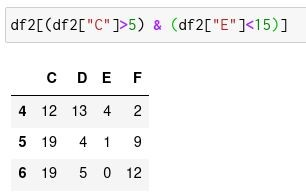 df2[(df2["C"]>5) & (df2["E"]<15)]
C D E F
4 12 13 4 2
5 19 4 1 9
6 19 5 0 12